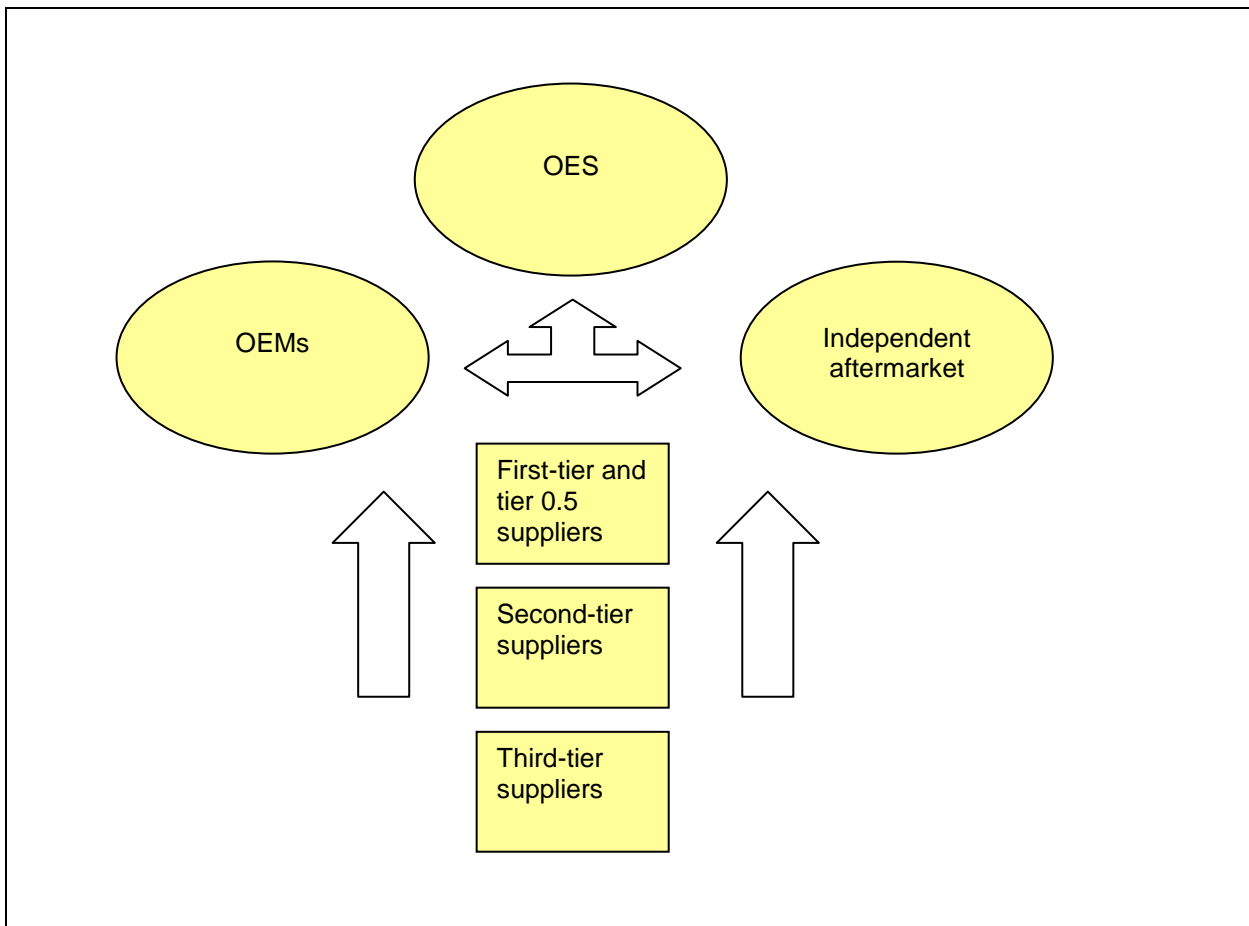 OES
OEMs
Independent
aftermarket
First-tier and
tier 0.5
suppliers
Second-tier
suppliers
Third-tier
suppliers